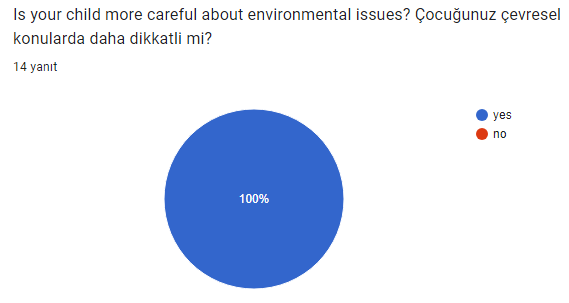 Is your child more careful about environmental issues? Çocuğunuz çevresel
konularda daha dikkatli mi?
14 yanıt
yes
no
100%